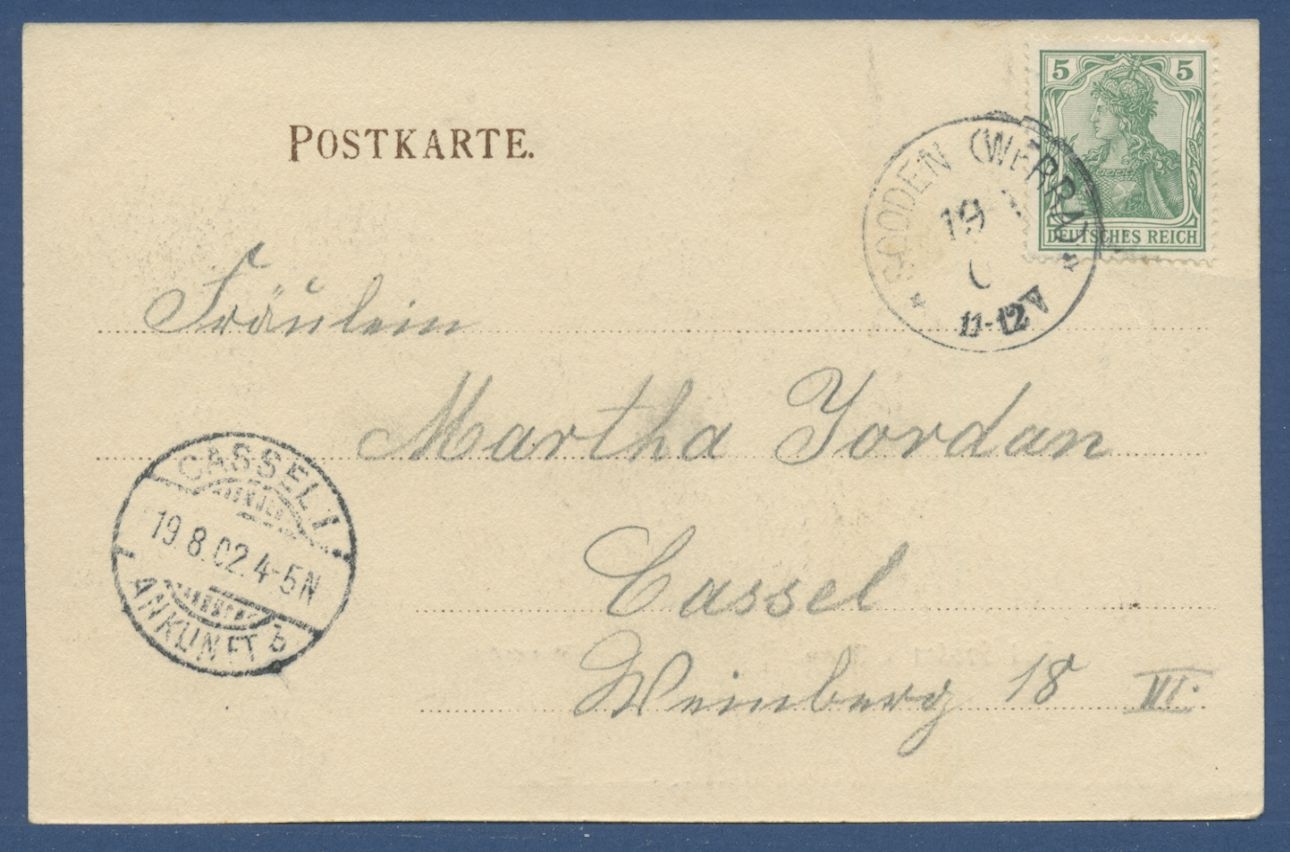 POSTKARTE.
5 5
DEUTSCHES REICH
SOODEN (WERRA)
19
11-12V
Fräulein
Martha Jordan
Cassel
Weinberg 18 VI.
CASSEL 1
19.8.02.4-5N
ANKUNFT b